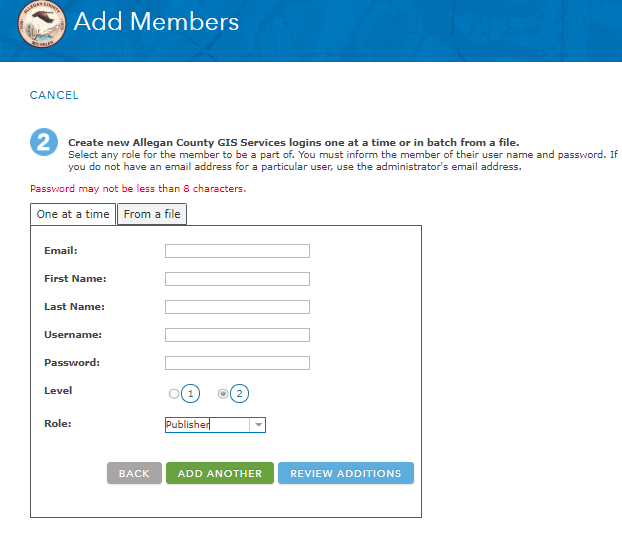 ALLEGAN COUNTY
MICHIGAN
Add Members
CANCEL
2
Create new Allegan County GIS Services logins one at a time or in batch from a file.
Select any role for the member to be a part of. You must inform the member of their user name and password. If
you do not have an email address for a particular user, use the administrator's email address.
Password may not be less than 8 characters.
One at a time From a file
Email:
First Name:
Last Name:
Username:
Password:
Level 1 2
Role: Publisher
BACK ADD ANOTHER REVIEW ADDITIONS